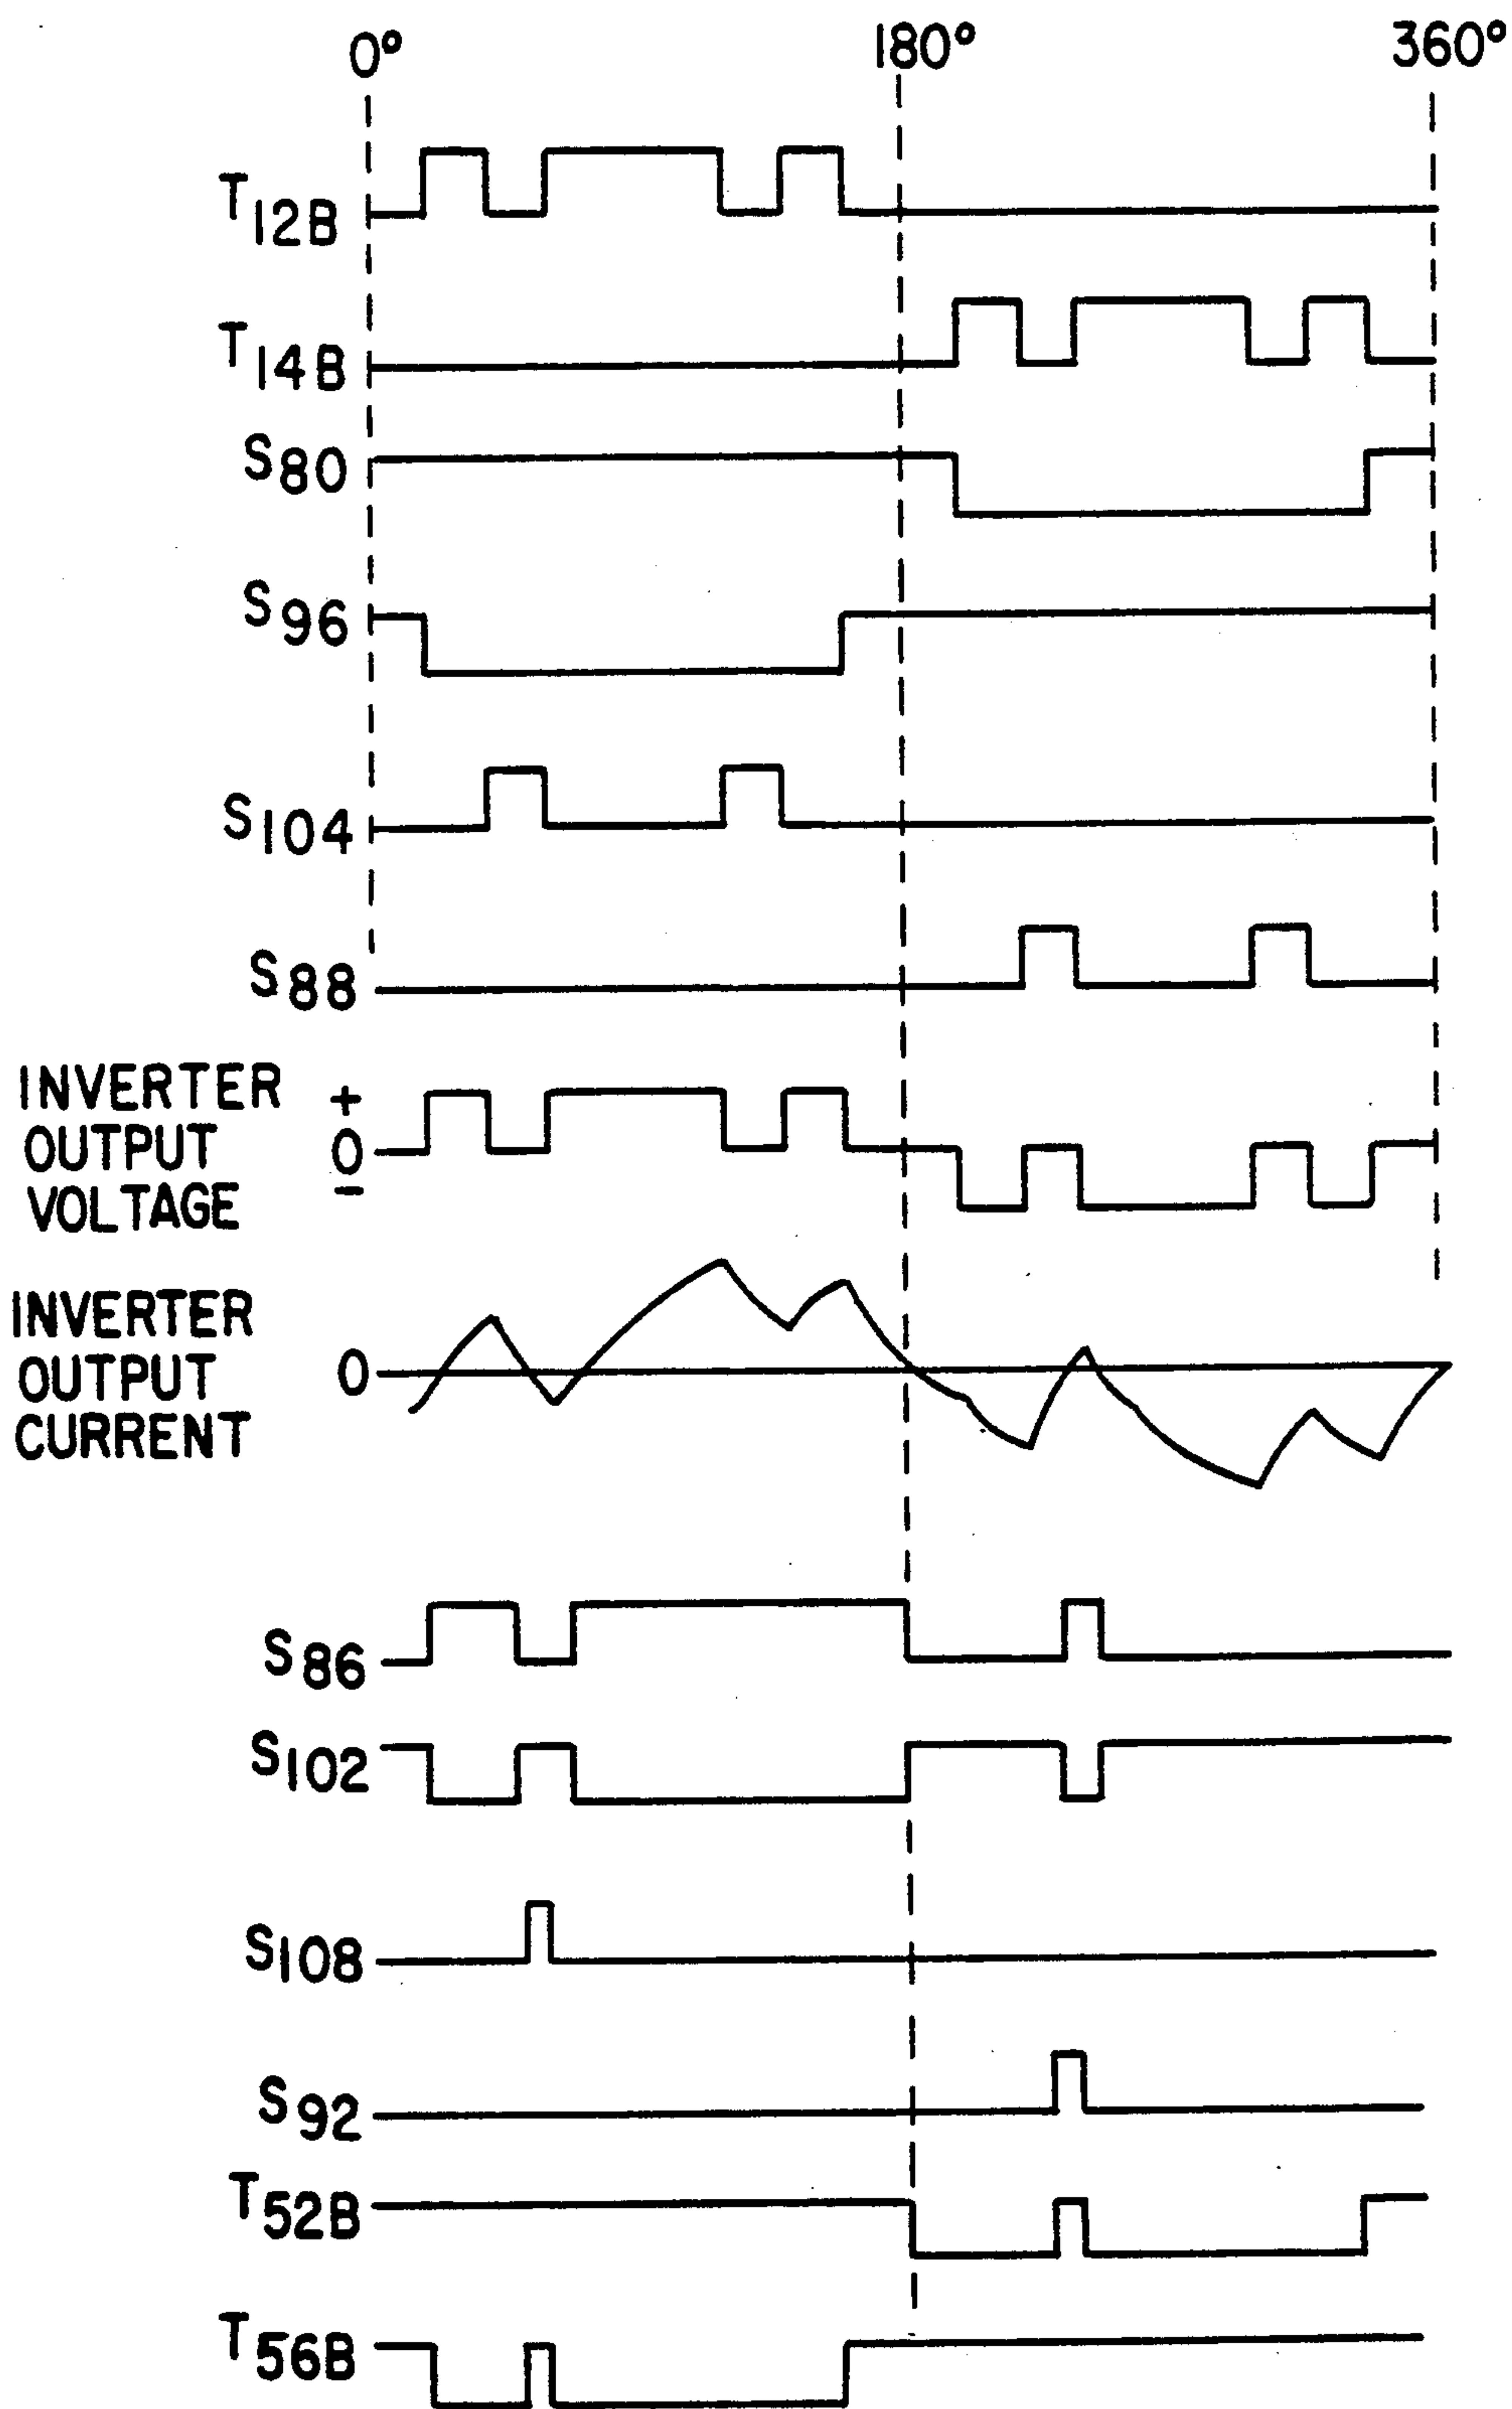 0° 180° 360°
T12B
T14B
S80
S96
S104
S88
INVERTER +
OUTPUT 0
VOLTAGE −
INVERTER
OUTPUT 0
CURRENT
S86
S102
S108
S92
T52B
T56B